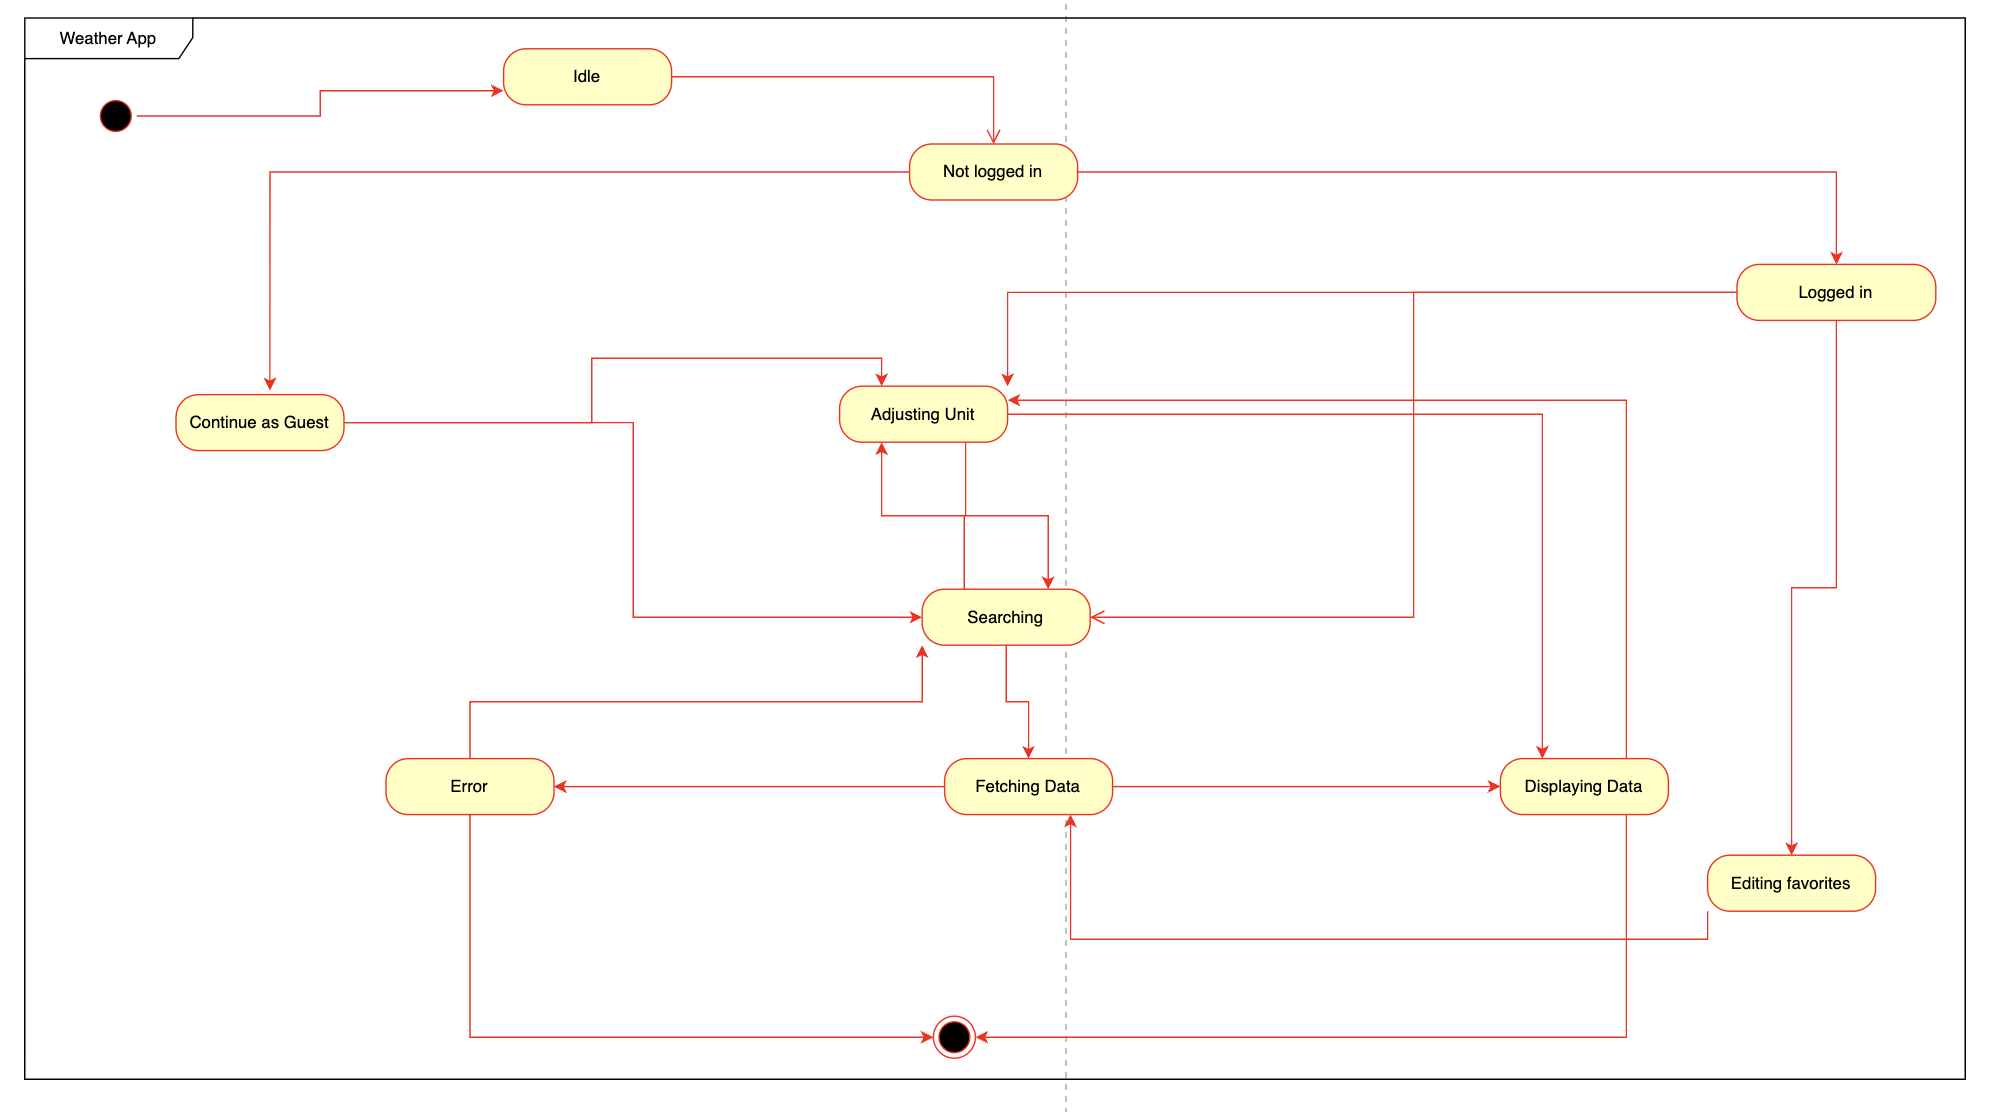 Weather App
Idle
Not logged in
Logged in
Continue as Guest
Adjusting Unit
Searching
Error
Fetching Data
Displaying Data
Editing favorites